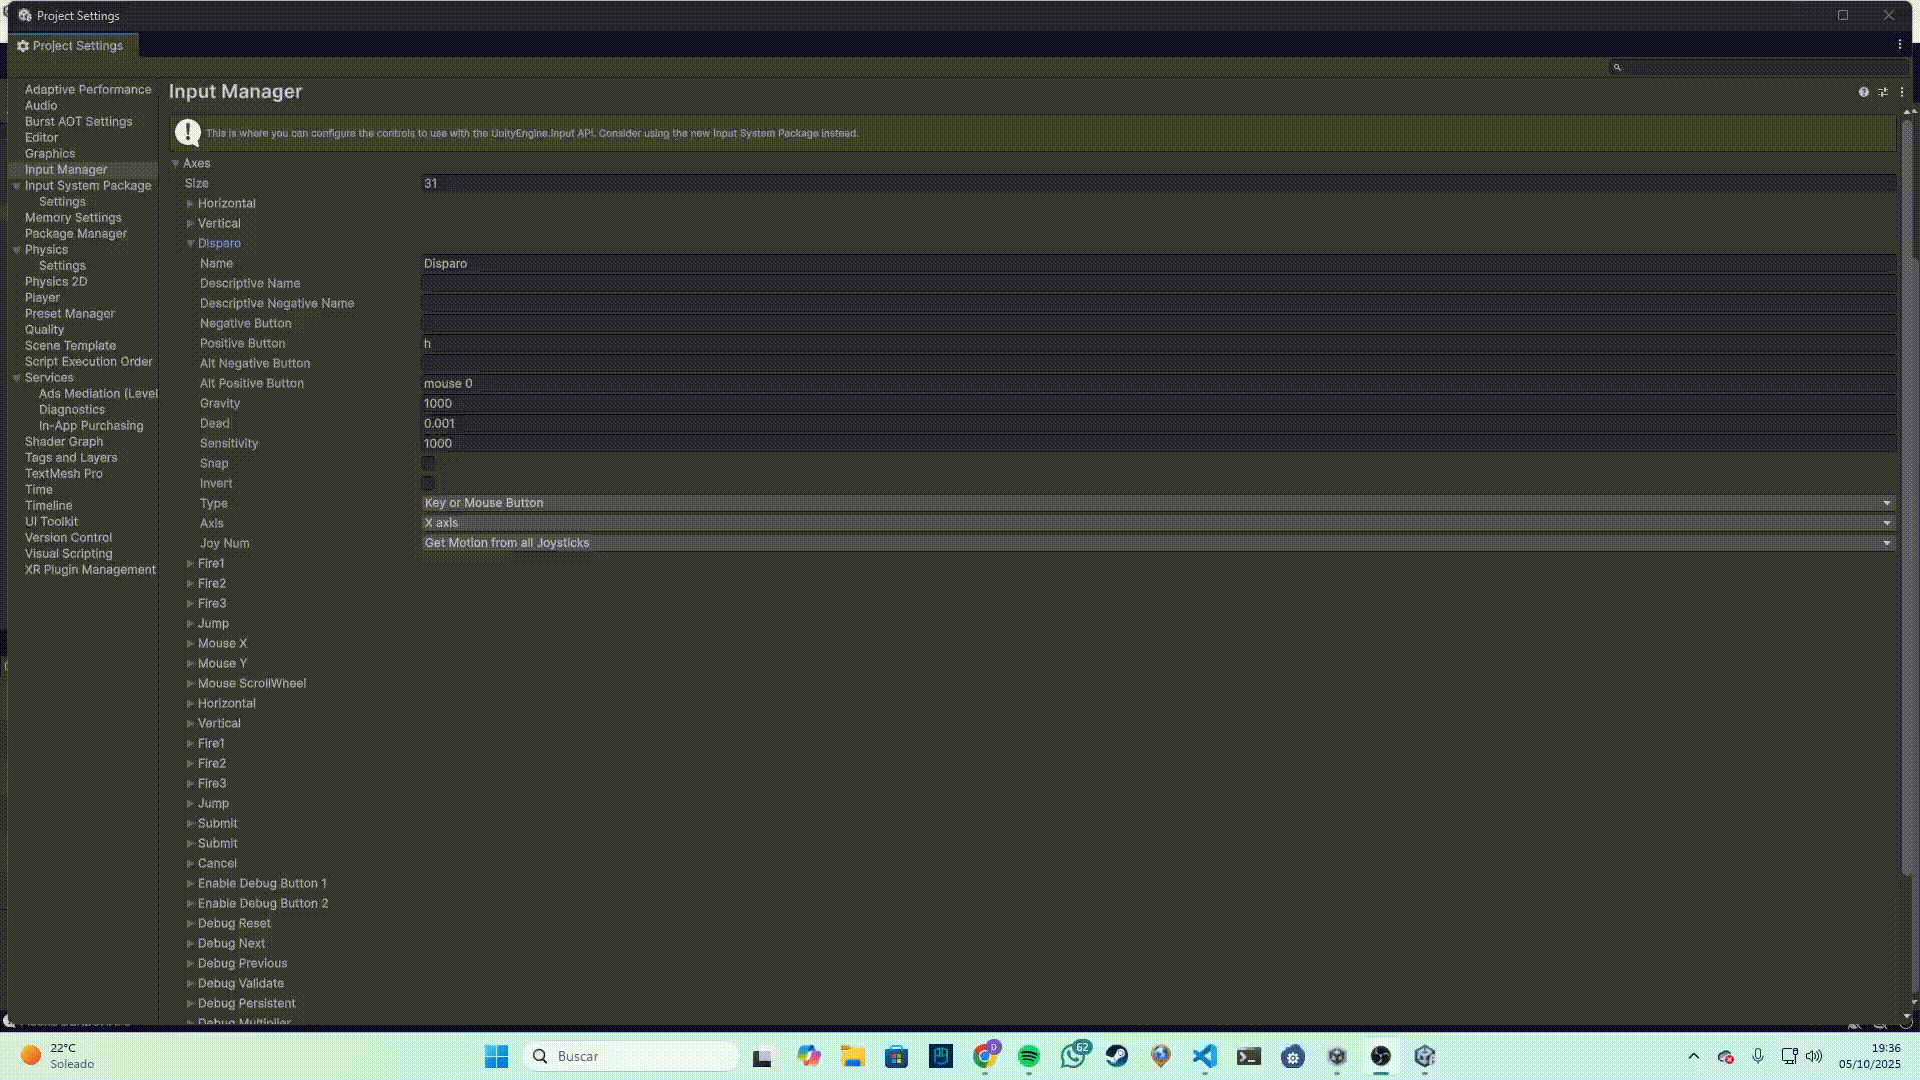 Project Settings
Project Settings
Adaptive Performance
Audio
Burst AOT Settings
Editor
Graphics
Input Manager
Input System Package
Settings
Memory Settings
Package Manager
Physics
Settings
Physics 2D
Player
Preset Manager
Quality
Scene Template
Script Execution Order
Services
Ads Mediation (Level
Diagnostics
In-App Purchasing
Shader Graph
Tags and Layers
TextMesh Pro
Time
Timeline
UI Toolkit
Version Control
Visual Scripting
XR Plugin Management
Input Manager
This is where you can configure the controls to use with the UnityEngine.Input API. Consider using the new Input System Package instead.
Axes
Size 31
Horizontal
Vertical
Disparo
Name Disparo
Descriptive Name
Descriptive Negative Name
Negative Button
Positive Button h
Alt Negative Button
Alt Positive Button mouse 0
Gravity 1000
Dead 0.001
Sensitivity 1000
Snap
Invert
Type Key or Mouse Button
Axis X axis
Joy Num Get Motion from all Joysticks
Fire1
Fire2
Fire3
Jump
Mouse X
Mouse Y
Mouse ScrollWheel
Horizontal
Vertical
Fire1
Fire2
Fire3
Jump
Submit
Submit
Cancel
Enable Debug Button 1
Enable Debug Button 2
Debug Reset
Debug Next
Debug Previous
Debug Validate
Debug Persistent
Debug Multiplier
22°C
Soleado
Buscar
D
62
19:36
05/10/2025